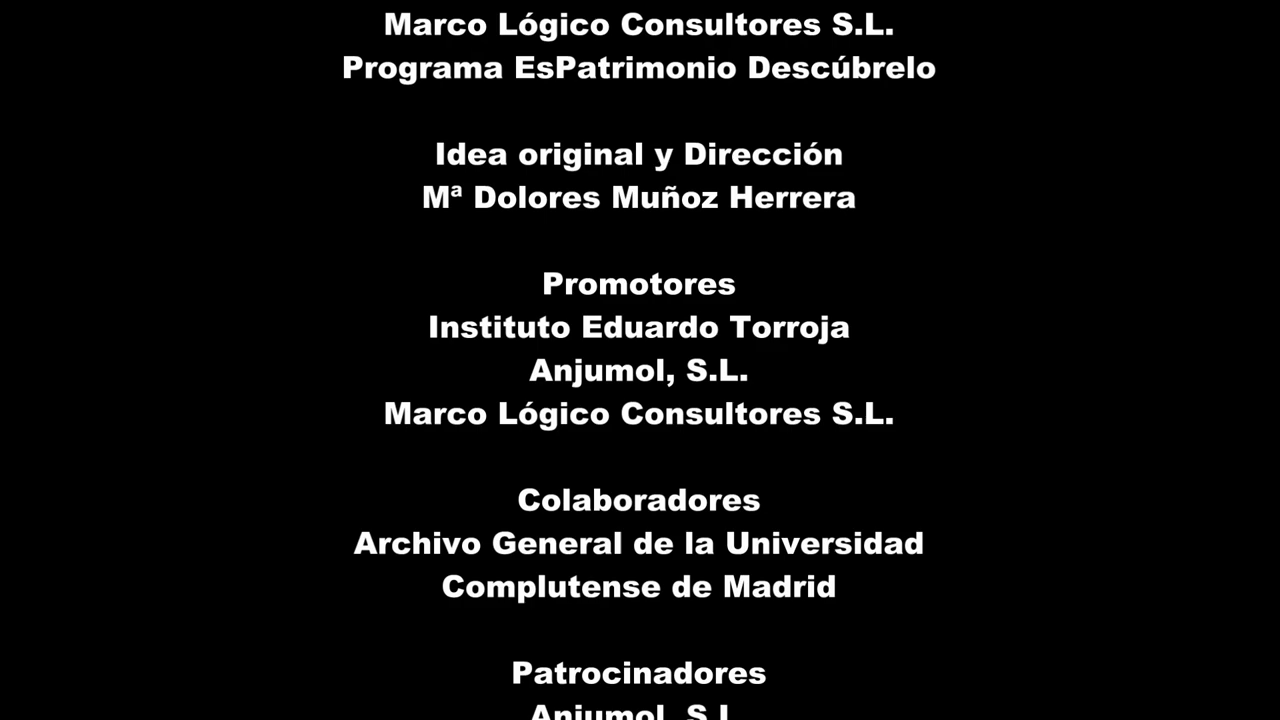 Marco Lógico Consultores S.L.
Programa EsPatrimonio Descúbrelo
Idea original y Dirección
Mª Dolores Muñoz Herrera
Promotores
Instituto Eduardo Torroja
Anjumol, S.L.
Marco Lógico Consultores S.L.
Colaboradores
Archivo General de la Universidad
Complutense de Madrid
Patrocinadores
Anjumol, S.L.